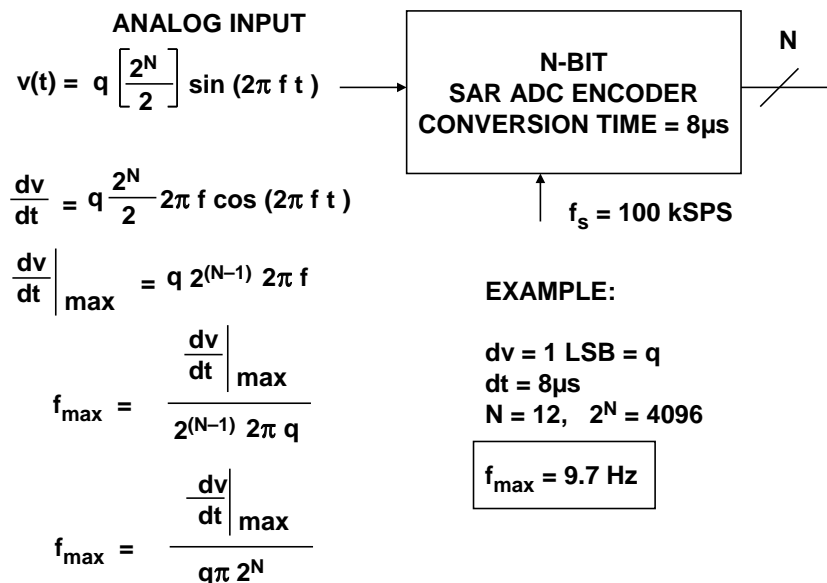 ANALOG INPUT
v(t) = q [2^N / 2] sin (2π f t )
dv/dt = q 2^N / 2 2π f cos (2π f t )
dv/dt | max = q 2^(N–1) 2π f
f_max = dv/dt | max / 2^(N–1) 2π q
f_max = dv/dt | max / qπ 2^N
N-BIT
SAR ADC ENCODER
CONVERSION TIME = 8µs
N
f_s = 100 kSPS
EXAMPLE:
dv = 1 LSB = q
dt = 8µs
N = 12, 2^N = 4096
f_max = 9.7 Hz